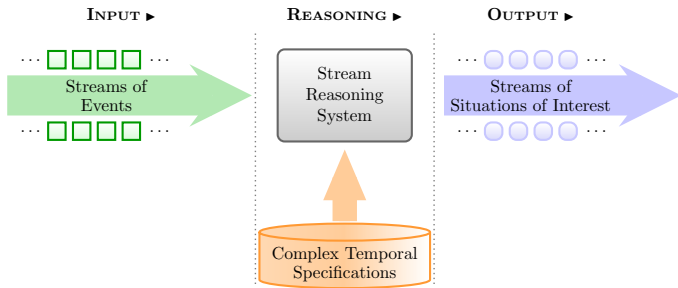 INPUT ▶
REASONING ▶
OUTPUT ▶
... ...
Streams of
Events
... ...
Stream
Reasoning
System
... ...
Streams of
Situations of Interest
... ...
Complex Temporal
Specifications